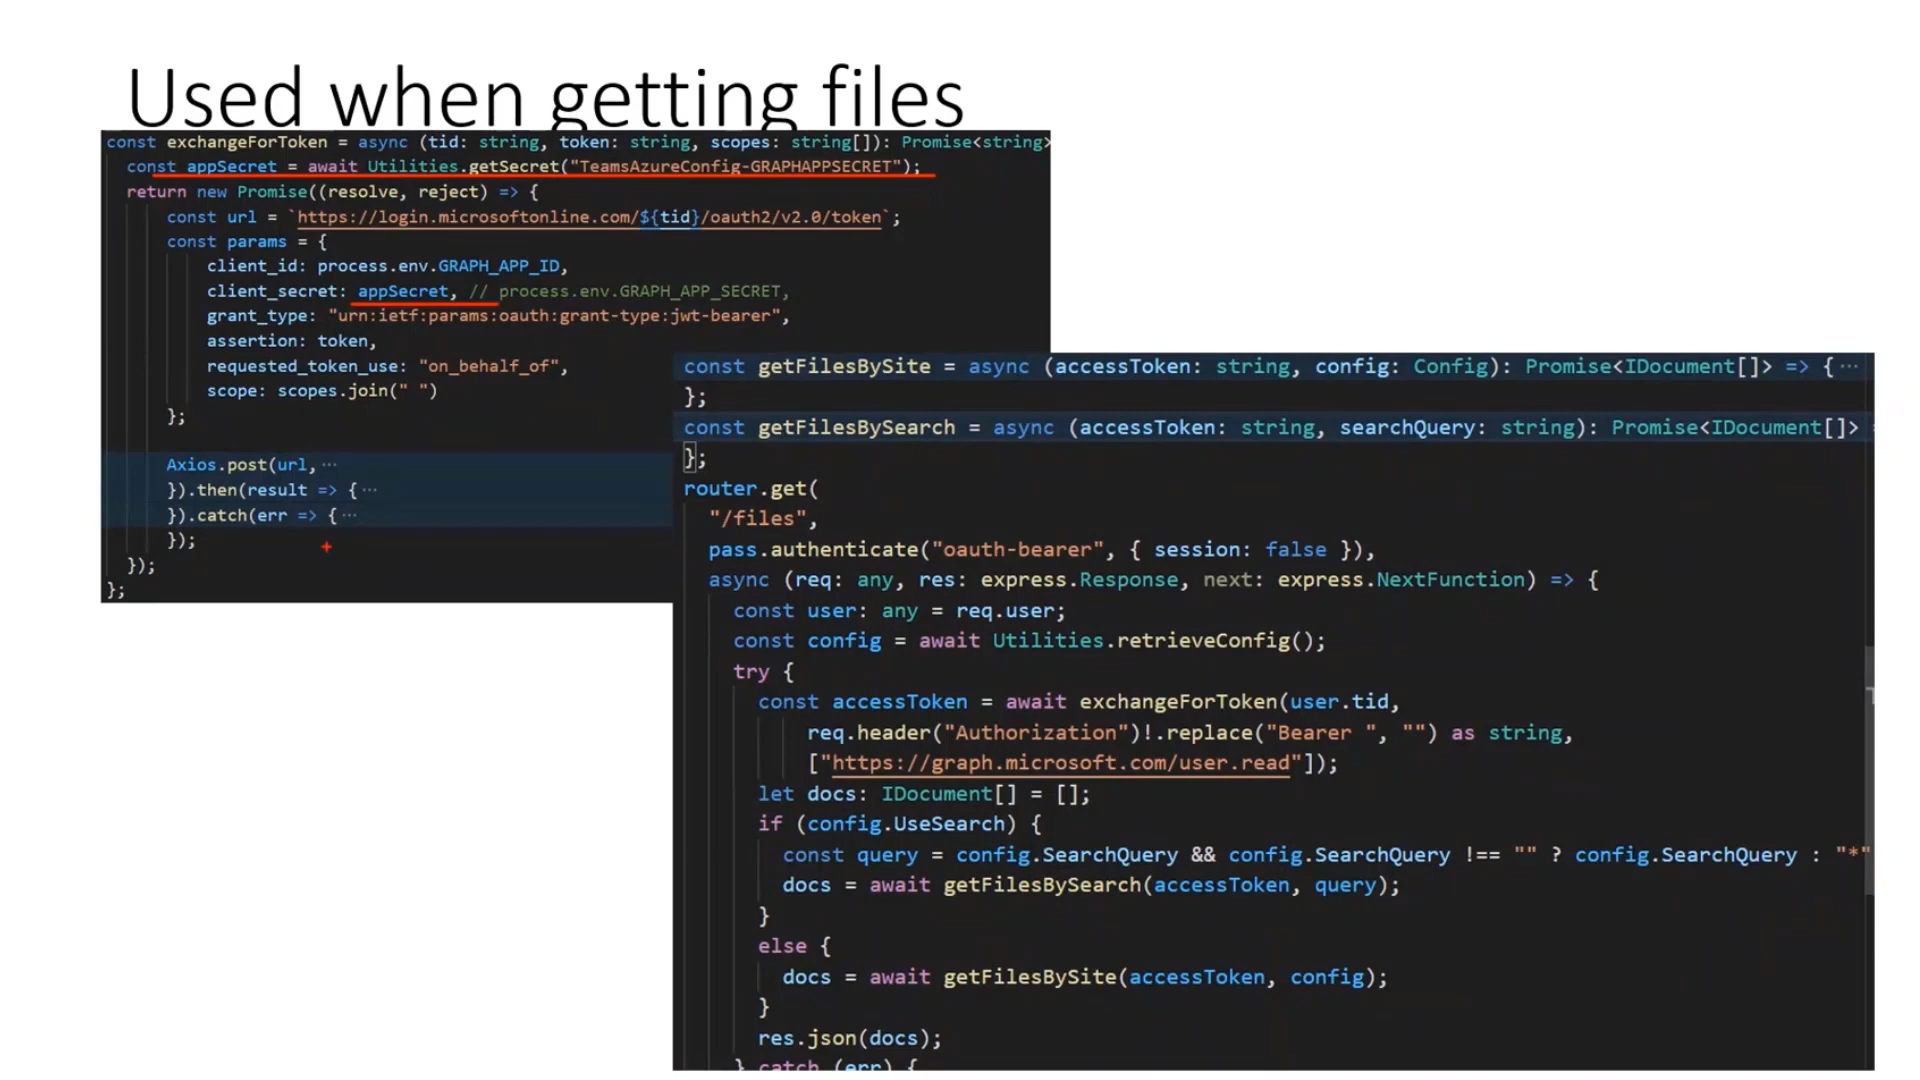 Used when getting files
const exchangeForToken = async (tid: string, token: string, scopes: string[]): Promise<string>
const appSecret = await Utilities.getSecret("TeamsAzureConfig-GRAPHAPPSECRET");
return new Promise((resolve, reject) => {
const url = `https://login.microsoftonline.com/${tid}/oauth2/v2.0/token`;
const params = {
client_id: process.env.GRAPH_APP_ID,
client_secret: appSecret, // process.env.GRAPH_APP_SECRET,
grant_type: "urn:ietf:params:oauth:grant-type:jwt-bearer",
assertion: token,
requested_token_use: "on_behalf_of",
scope: scopes.join(" ")
};
Axios.post(url, ···
}).then(result => { ···
}).catch(err => { ···
});
});
};
const getFilesBySite = async (accessToken: string, config: Config): Promise<IDocument[]> => { ···
};
const getFilesBySearch = async (accessToken: string, searchQuery: string): Promise<IDocument[]>
};
router.get(
"/files",
pass.authenticate("oauth-bearer", { session: false }),
async (req: any, res: express.Response, next: express.NextFunction) => {
const user: any = req.user;
const config = await Utilities.retrieveConfig();
try {
const accessToken = await exchangeForToken(user.tid,
req.header("Authorization")!.replace("Bearer ", "") as string,
["https://graph.microsoft.com/user.read"]);
let docs: IDocument[] = [];
if (config.UseSearch) {
const query = config.SearchQuery && config.SearchQuery !== "" ? config.SearchQuery : "*"
docs = await getFilesBySearch(accessToken, query);
}
else {
docs = await getFilesBySite(accessToken, config);
}
res.json(docs);
} catch (err) {